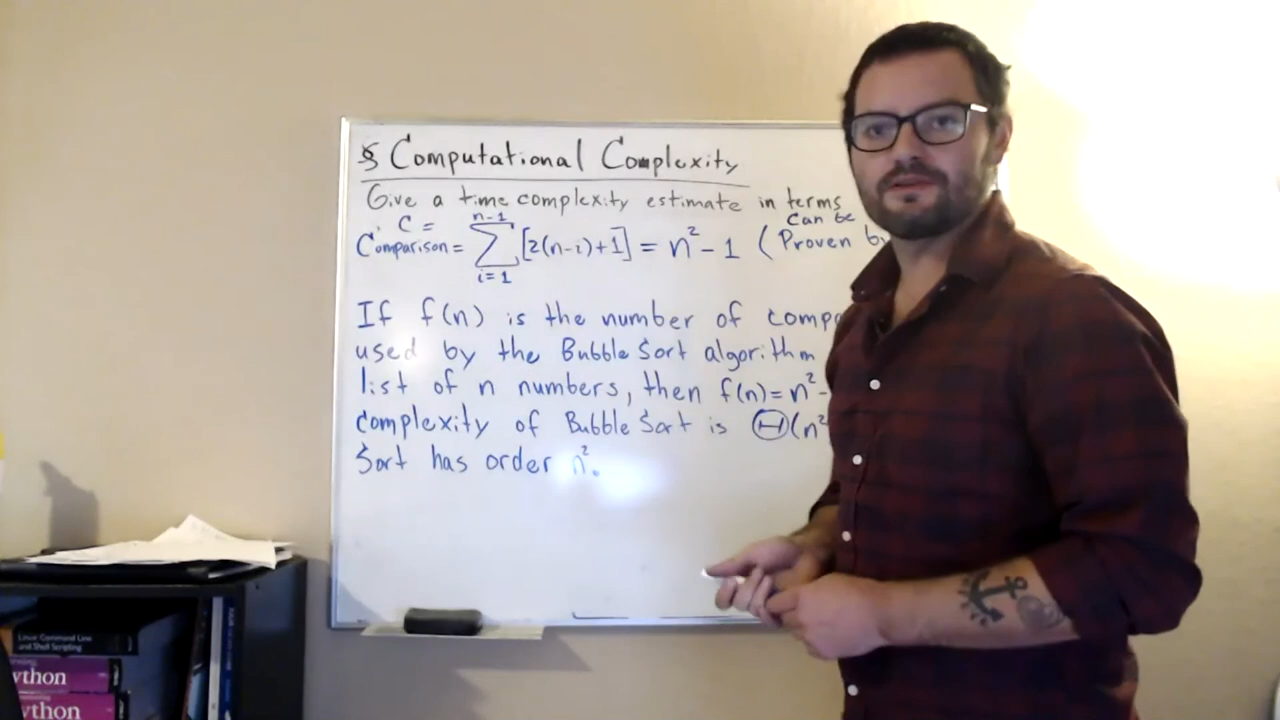 § Computational Complexity
Give a time complexity estimate in terms
C =
Comparison = n-1 ∑ i=1 [2(n-i)+1] = n² - 1 ( Can be Proven by
If f(n) is the number of comp
used by the Bubble Sort algorithm
list of n numbers, then f(n) = n² -
complexity of Bubble Sort is Θ(n²
Sort has order n².
Linux Command Line
and Shell Scripting
ython
ython